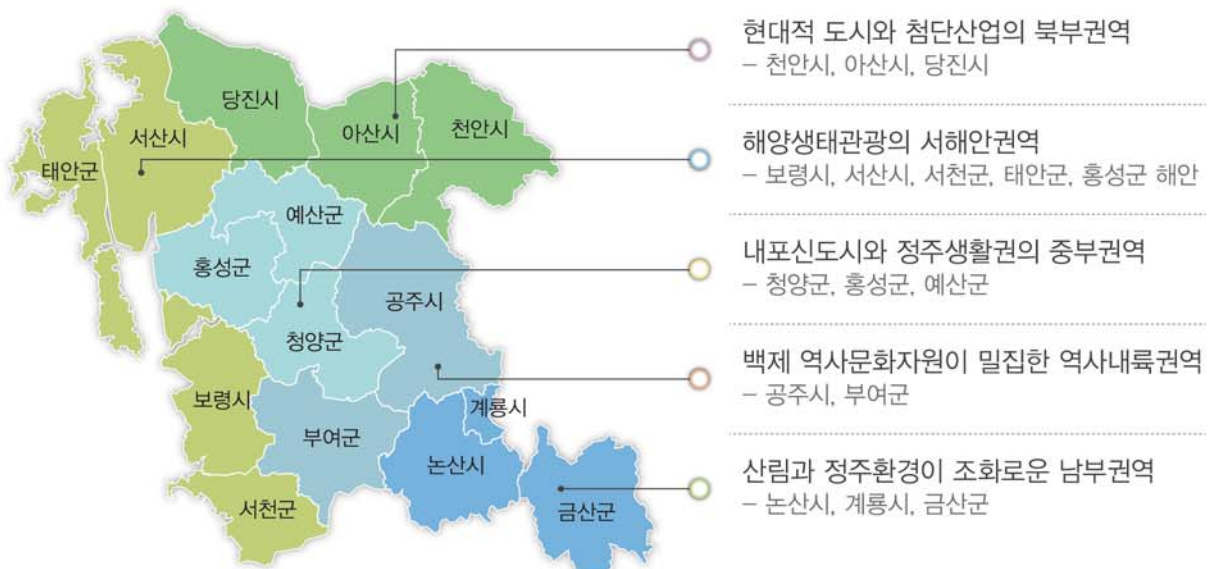 당진시
아산시
천안시
서산시
태안군
예산군
홍성군
공주시
청양군
보령시
계룡시
부여군
논산시
서천군
금산군
현대적 도시와 첨단산업의 북부권역
– 천안시, 아산시, 당진시
해양생태관광의 서해안권역
– 보령시, 서산시, 서천군, 태안군, 홍성군 해안
내포신도시와 정주생활권의 중부권역
– 청양군, 홍성군, 예산군
백제 역사문화자원이 밀집한 역사내륙권역
– 공주시, 부여군
산림과 정주환경이 조화로운 남부권역
– 논산시, 계룡시, 금산군